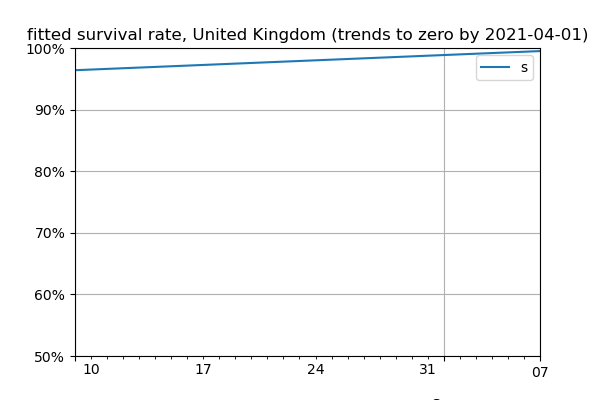 fitted survival rate, United Kingdom (trends to zero by 2021-04-01)
100%
s
90%
80%
70%
60%
50%
10 17 24 31 07